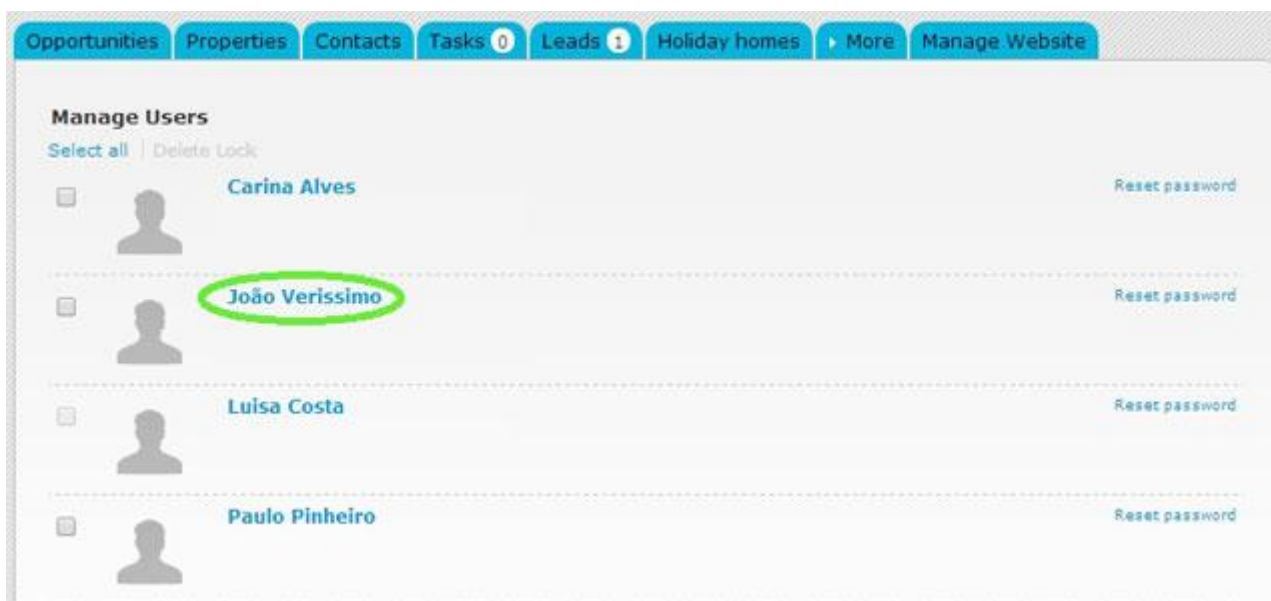 Opportunities Properties Contacts Tasks 0 Leads 1 Holiday homes More Manage Website
Manage Users
Select all Delete Lock
Carina Alves Reset password
João Verissimo Reset password
Luisa Costa Reset password
Paulo Pinheiro Reset password